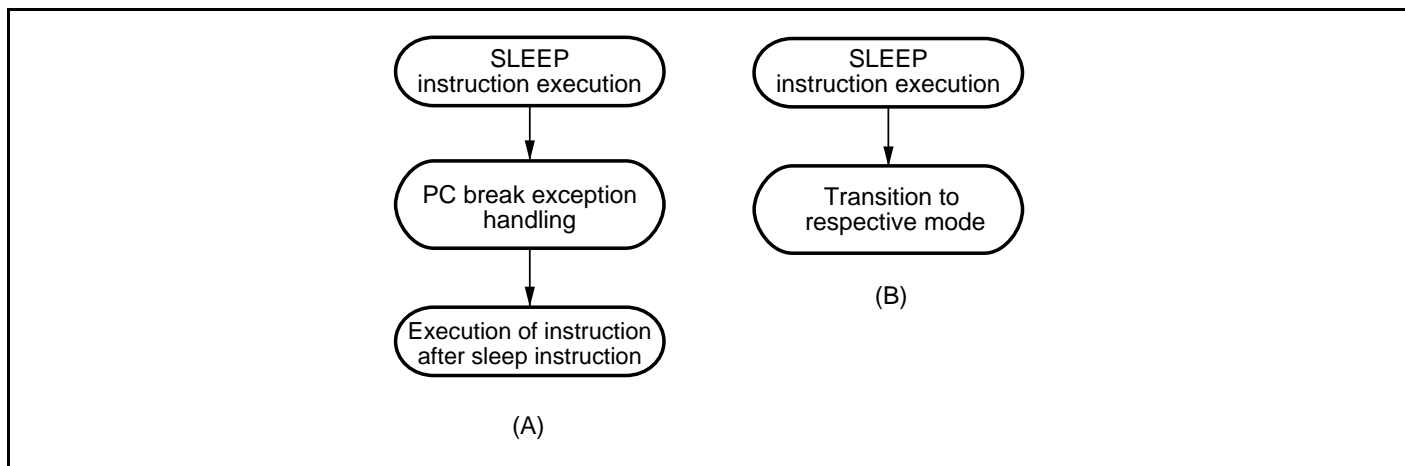 SLEEP
instruction execution
PC break exception
handling
Execution of instruction
after sleep instruction
(A)
SLEEP
instruction execution
Transition to
respective mode
(B)